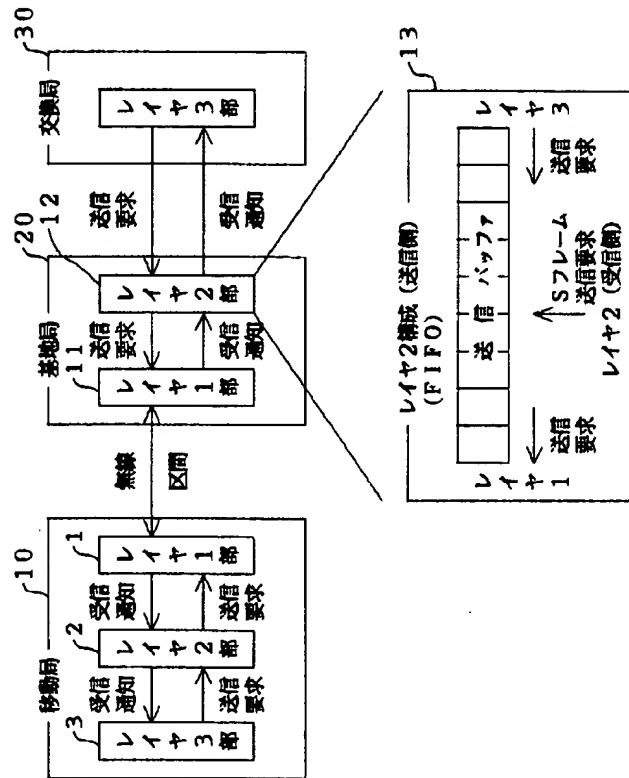 移動局
10
3
レイヤ3部
受信
通知
送信
要求
2
レイヤ2部
受信
通知
送信
要求
1
レイヤ1部
無線
区間
基地局
20
11
レイヤ1部
送信
要求
受信
通知
12
レイヤ2部
送信
要求
受信
通知
交換局
30
レイヤ3部
13
レイヤ2構成(送信側)
(FIFO)
レイヤ1
送信
要求
送信バッファ
Sフレーム
送信要求
レイヤ2(受信側)
送信
要求
レイヤ3